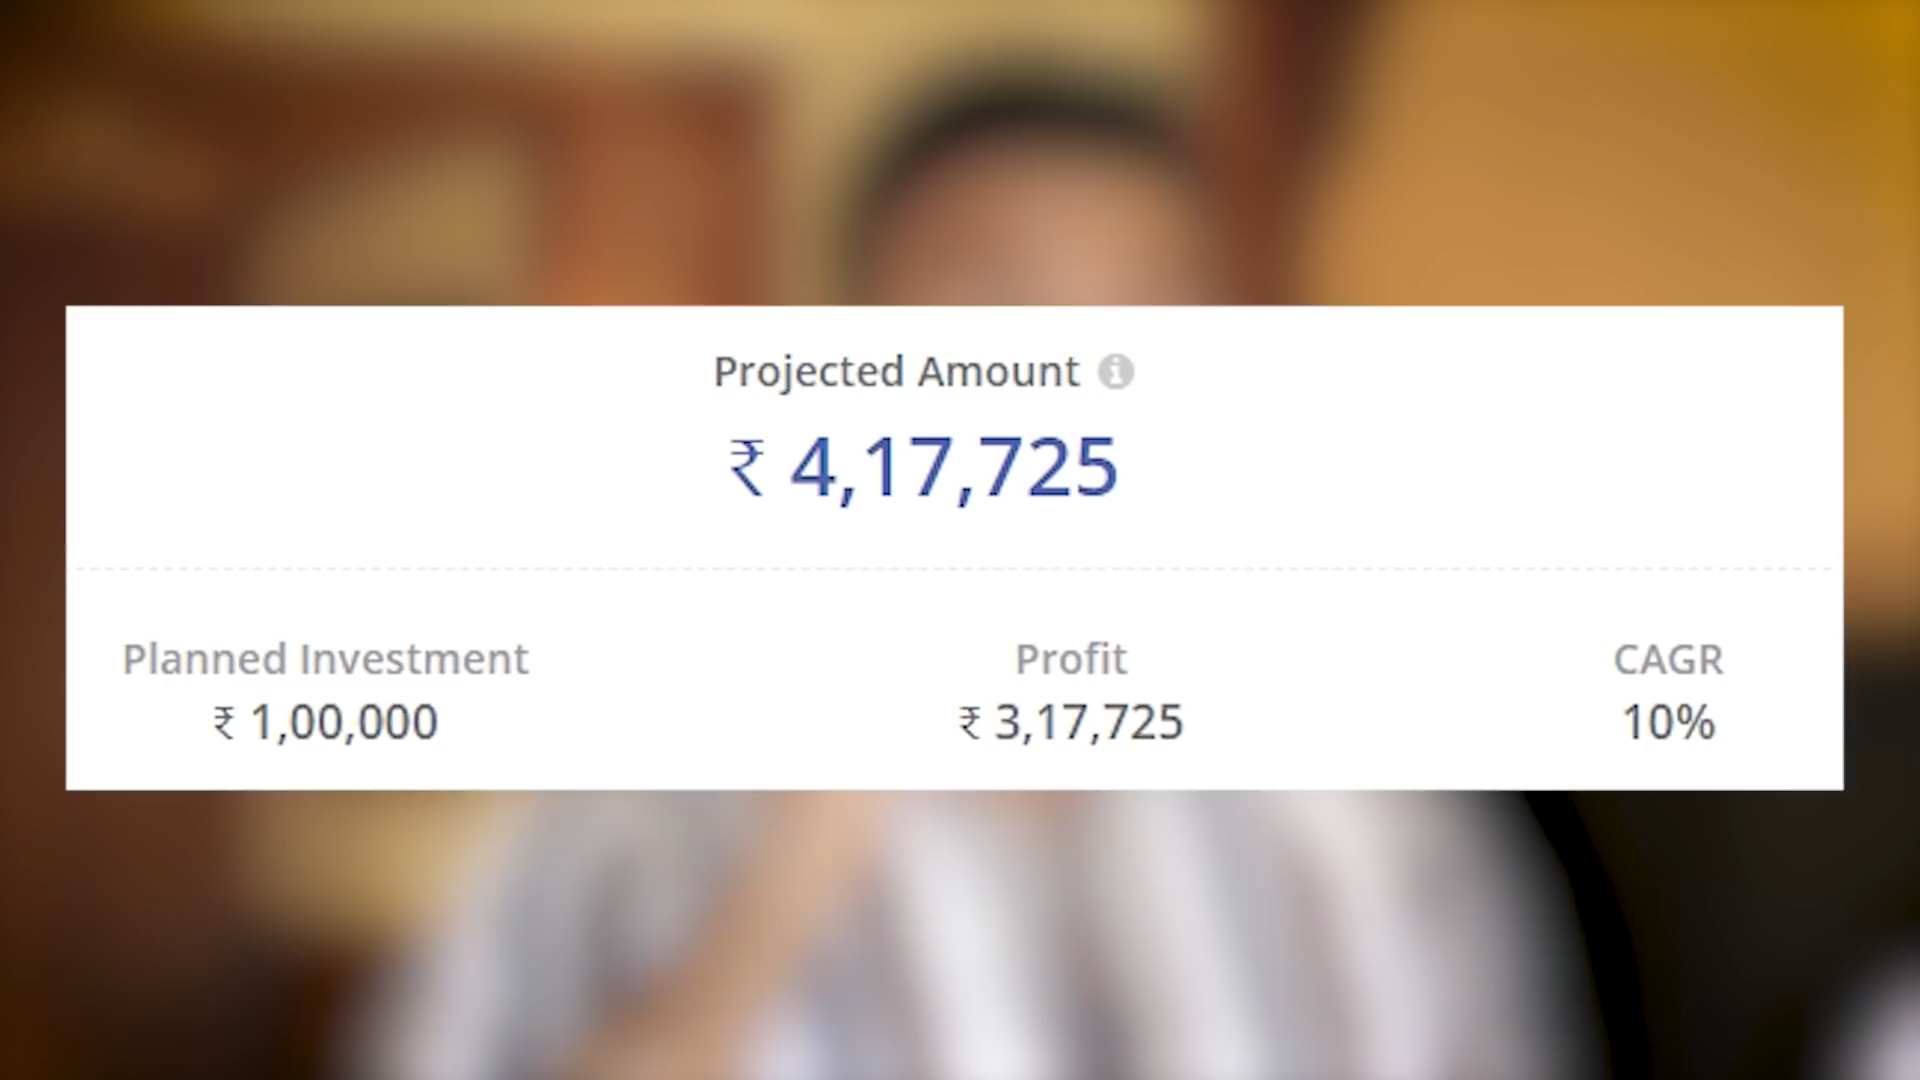 Projected Amount
₹ 4,17,725
Planned Investment
₹ 1,00,000
Profit
₹ 3,17,725
CAGR
10%